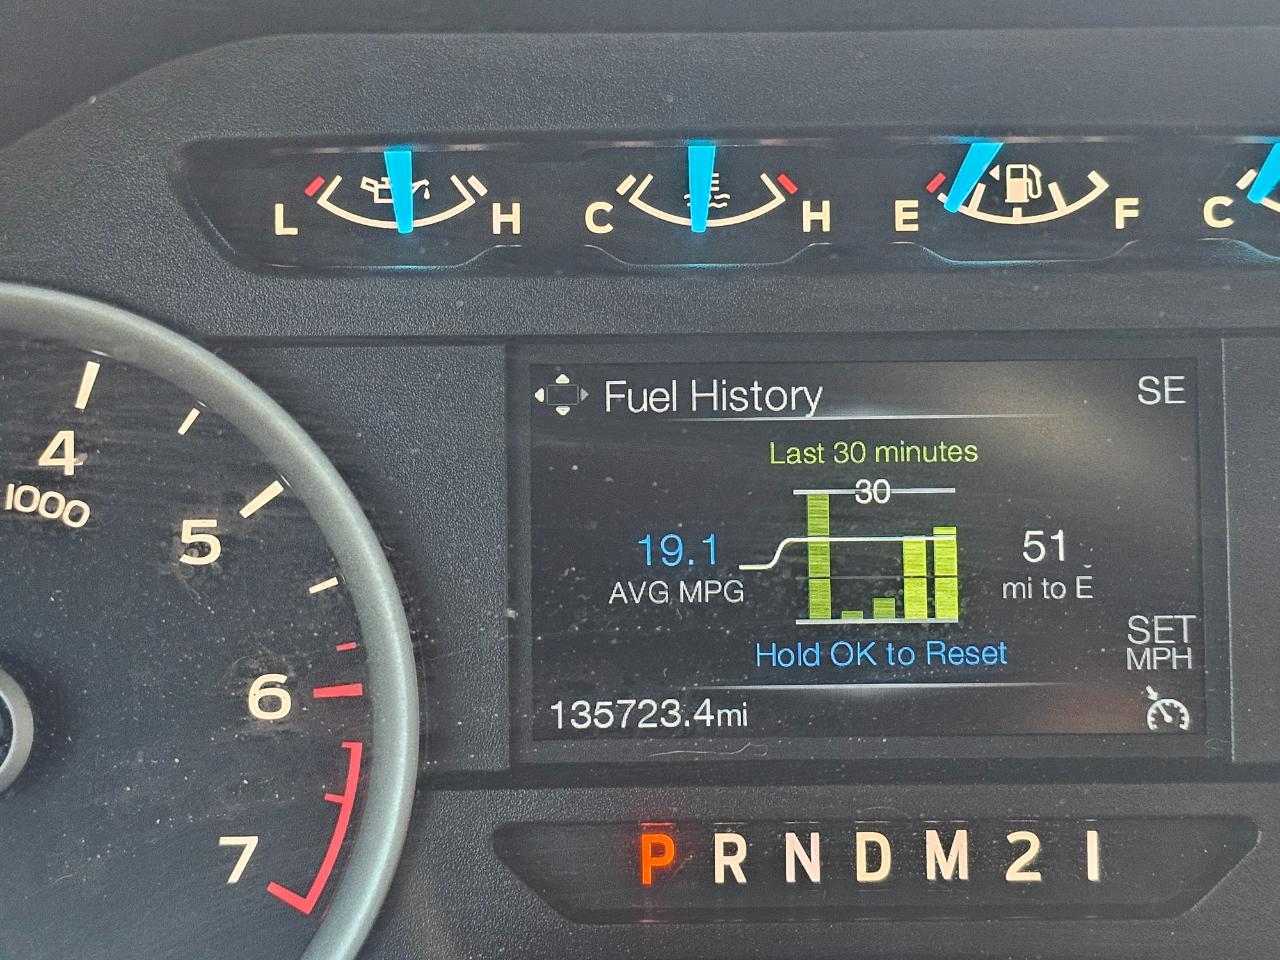 L H C H E F C
Fuel History SE
Last 30 minutes
30
19.1 51
AVG MPG mi to E
SET
MPH
Hold OK to Reset
135723.4mi
4
1000
5
6
7
P R N D M 2 1